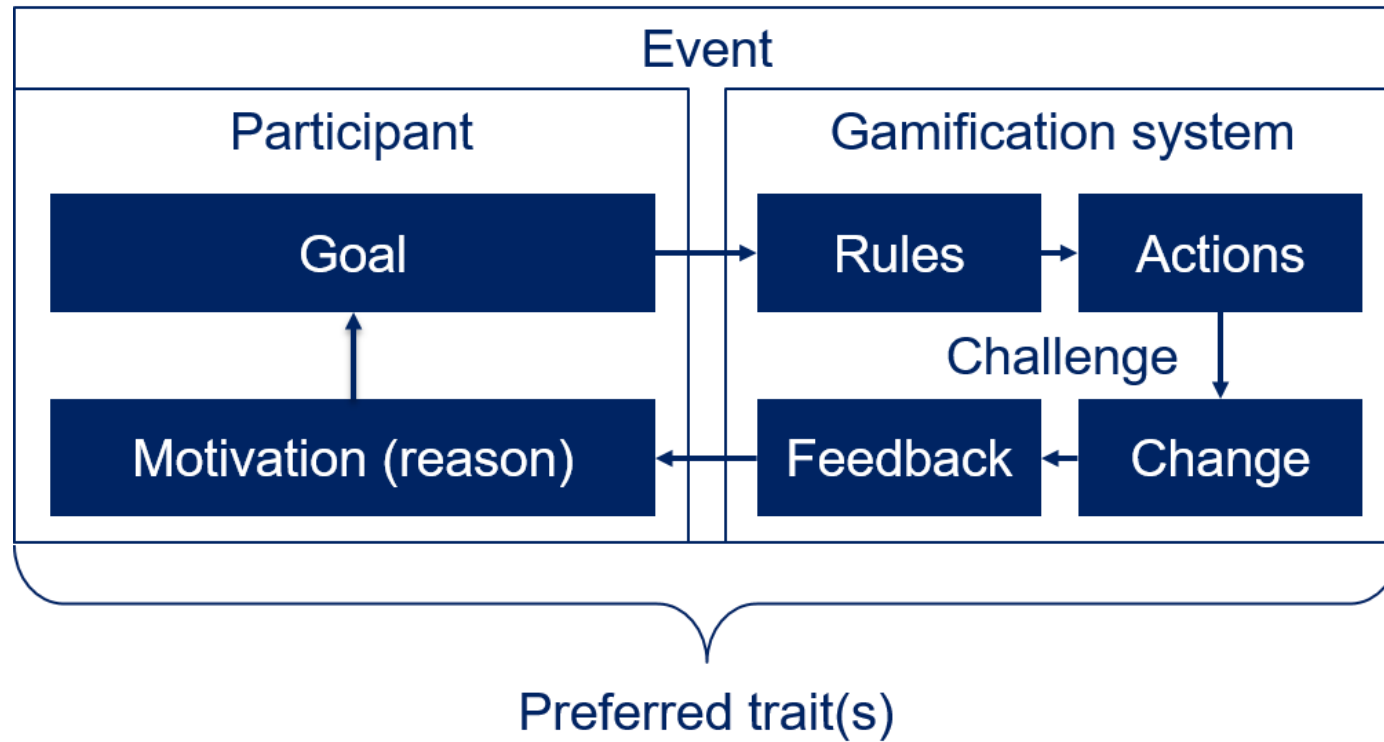 Event
Participant
Gamification system
Goal
Rules
Actions
Challenge
Motivation (reason)
Feedback
Change
Preferred trait(s)